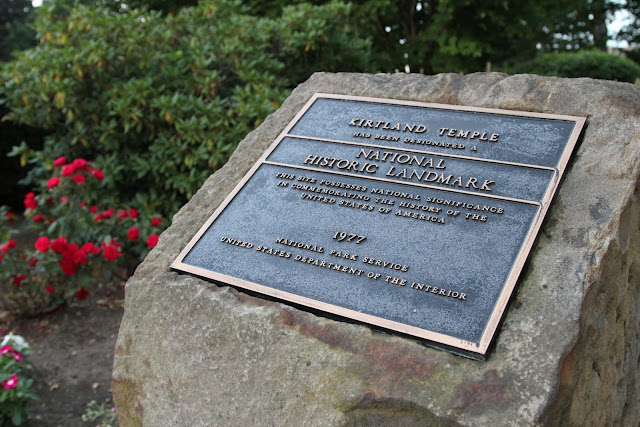 KIRTLAND TEMPLE
HAS BEEN DESIGNATED A
NATIONAL
HISTORIC LANDMARK
THIS SITE POSSESSES NATIONAL SIGNIFICANCE
IN COMMEMORATING THE HISTORY OF THE
UNITED STATES OF AMERICA
1977
NATIONAL PARK SERVICE
UNITED STATES DEPARTMENT OF THE INTERIOR